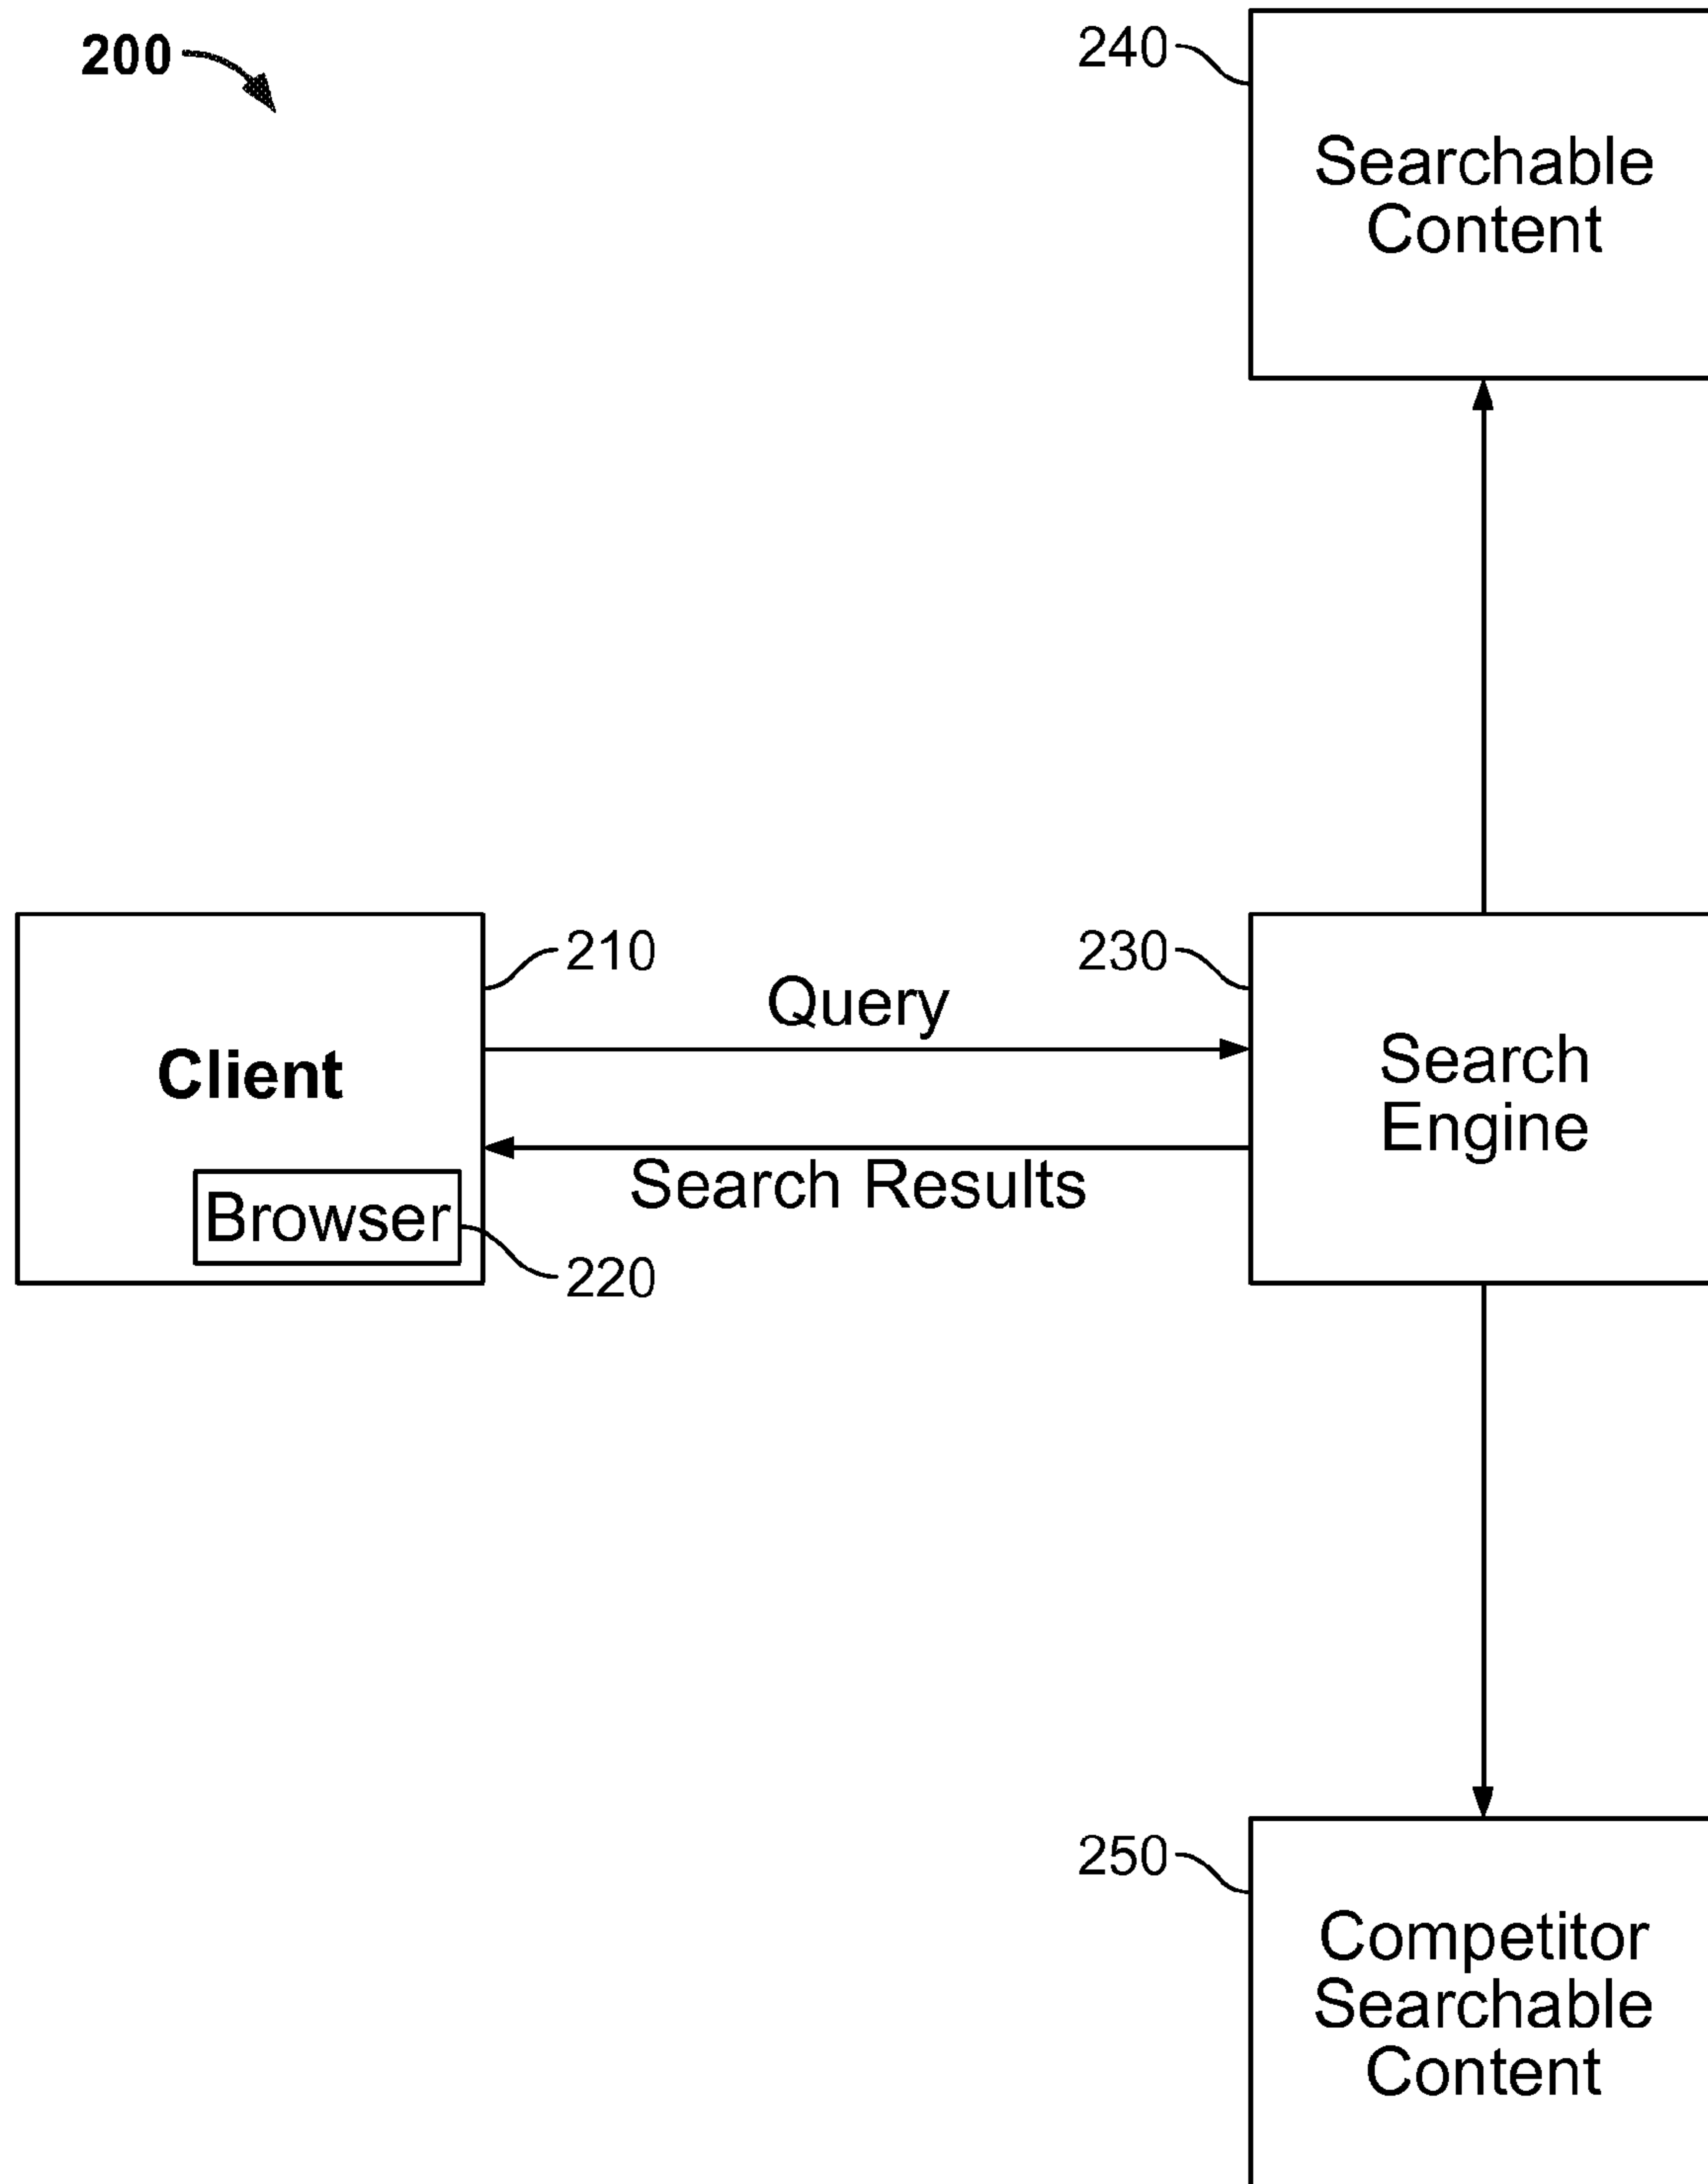 200
240
Searchable
Content
210
230
Query
Client
Search
Engine
Search Results
Browser
220
250
Competitor
Searchable
Content